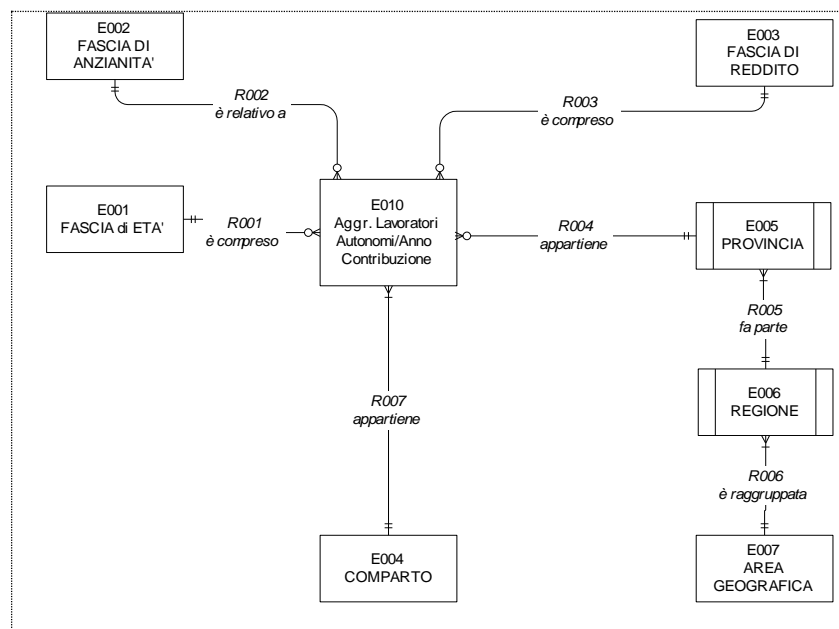 E002
FASCIA DI
ANZIANITA'
E003
FASCIA DI
REDDITO
R002
è relativo a
R003
è compreso
E001
FASCIA di ETA'
R001
è compreso
E010
Aggr. Lavoratori
Autonomi/Anno
Contribuzione
R004
appartiene
E005
PROVINCIA
R005
fa parte
E006
REGIONE
R007
appartiene
R006
è raggruppata
E004
COMPARTO
E007
AREA
GEOGRAFICA